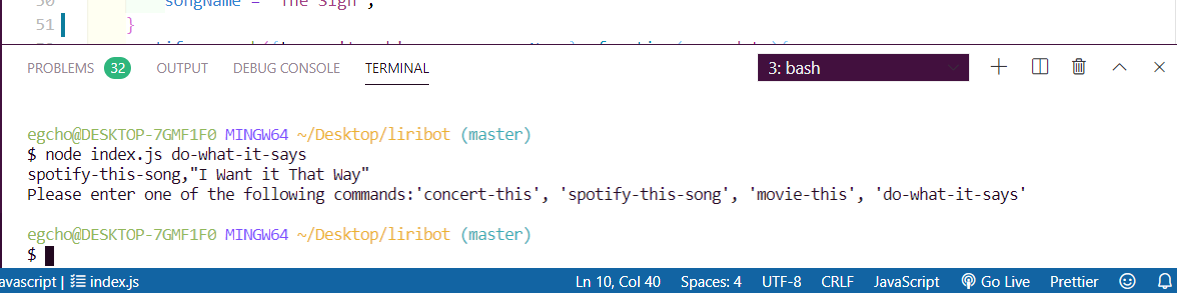 50 songName = "The Sign";
51 }
PROBLEMS 32 OUTPUT DEBUG CONSOLE TERMINAL 3: bash
egcho@DESKTOP-7GMF1F0 MINGW64 ~/Desktop/liribot (master)
$ node index.js do-what-it-says
spotify-this-song,"I Want it That Way"
Please enter one of the following commands:'concert-this', 'spotify-this-song', 'movie-this', 'do-what-it-says'
egcho@DESKTOP-7GMF1F0 MINGW64 ~/Desktop/liribot (master)
$
avascript | index.js Ln 10, Col 40 Spaces: 4 UTF-8 CRLF JavaScript Go Live Prettier